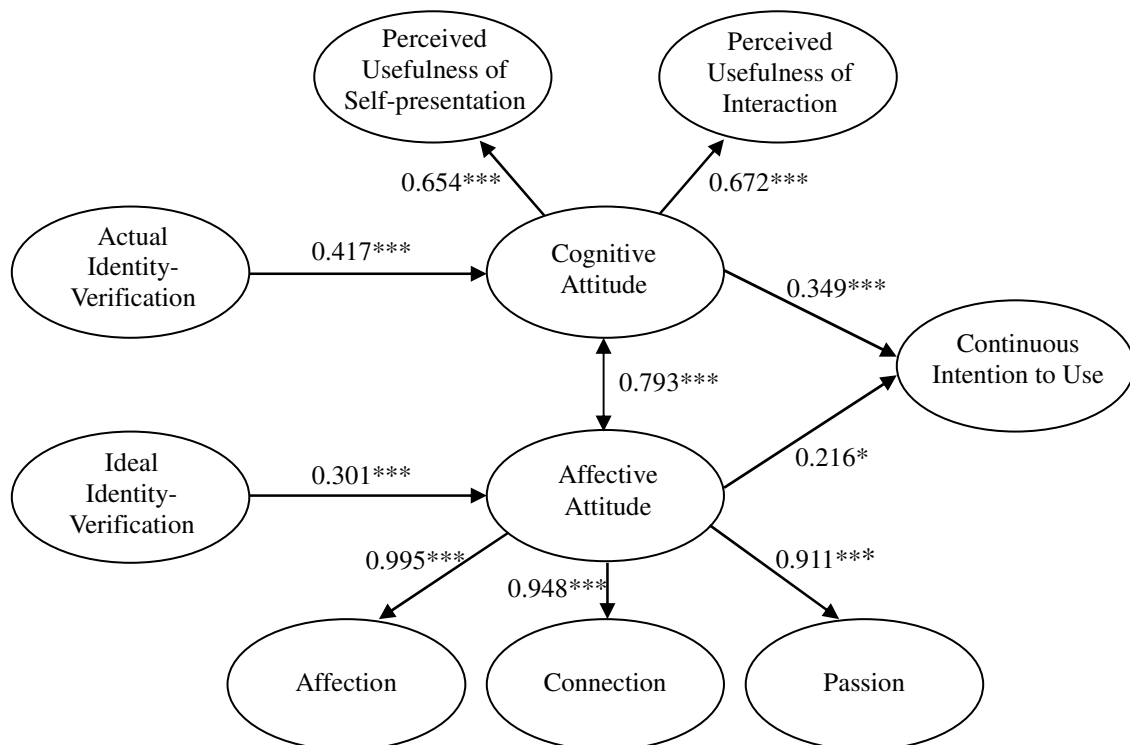 Perceived
Usefulness of
Self-presentation
Perceived
Usefulness of
Interaction
0.654***
0.672***
Actual
Identity-
Verification
0.417***
Cognitive
Attitude
0.349***
Continuous
Intention to Use
0.793***
Ideal
Identity-
Verification
0.301***
Affective
Attitude
0.216*
0.995***
0.948***
0.911***
Affection
Connection
Passion